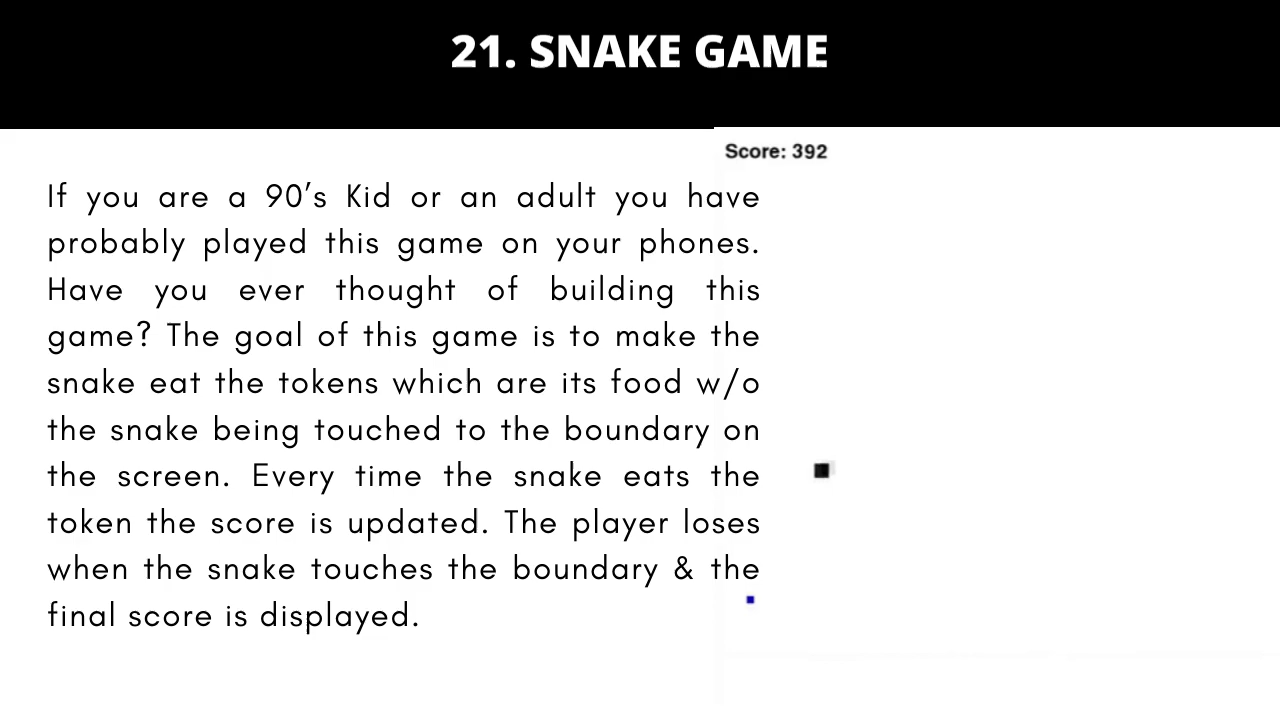 21. SNAKE GAME
Score: 392
If you are a 90's Kid or an adult you have
probably played this game on your phones.
Have you ever thought of building this
game? The goal of this game is to make the
snake eat the tokens which are its food w/o
the snake being touched to the boundary on
the screen. Every time the snake eats the
token the score is updated. The player loses
when the snake touches the boundary & the
final score is displayed.